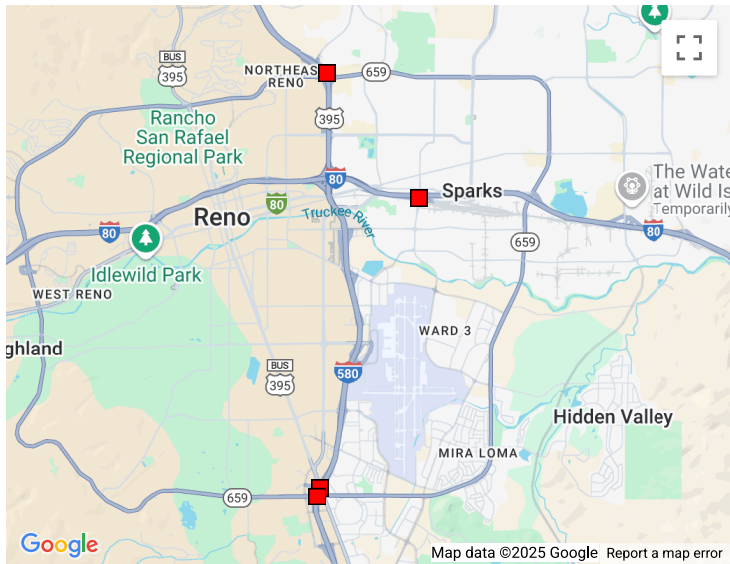 BUS
395
NORTHEAS
RENO
659
Rancho
San Rafael
Regional Park
395
80
Sparks
The Wate
at Wild Is
Temporarily
80
Reno
Truckee
River
80
80
659
Idlewild Park
WEST RENO
WARD 3
ghland
580
BUS
395
Hidden Valley
MIRA LOMA
659
Google
Map data ©2025 Google
Report a map error